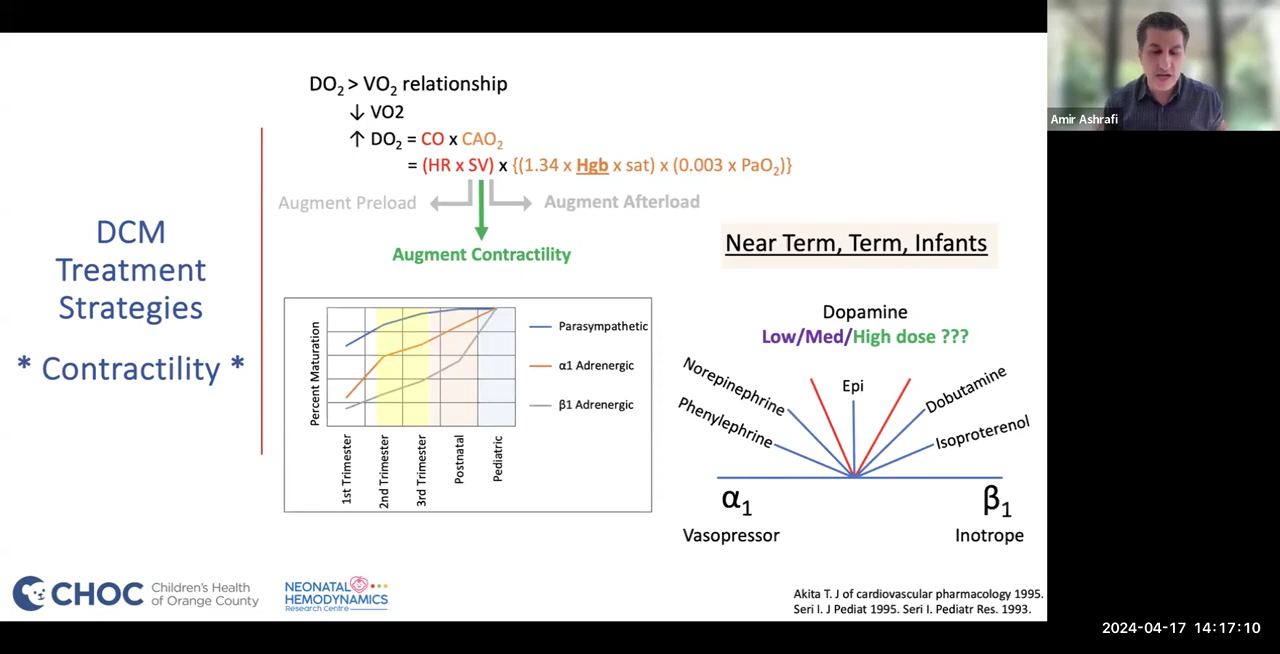 DO₂ > VO₂ relationship
↓ VO2
↑ DO₂ = CO x CAO₂
= (HR x SV) x {(1.34 x Hgb x sat) x (0.003 x PaO₂)}
Augment Preload
Augment Afterload
Augment Contractility
DCM
Treatment
Strategies
* Contractility *
Near Term, Term, Infants
Percent Maturation
Parasympathetic
α1 Adrenergic
β1 Adrenergic
1st Trimester
2nd Trimester
3rd Trimester
Postnatal
Pediatric
Dopamine
Low/Med/High dose ???
Phenylephrine
Norepinephrine
Epi
Dobutamine
Isoproterenol
α₁
Vasopressor
β₁
Inotrope
CHOC
Children's Health
of Orange County
NEONATAL
HEMODYNAMICS
Research Centre
Akita T. J of cardiovascular pharmacology 1995.
Seri I. J Pediat 1995. Seri I. Pediatr Res. 1993.
Amir Ashrafi
2024-04-17 14:17:10